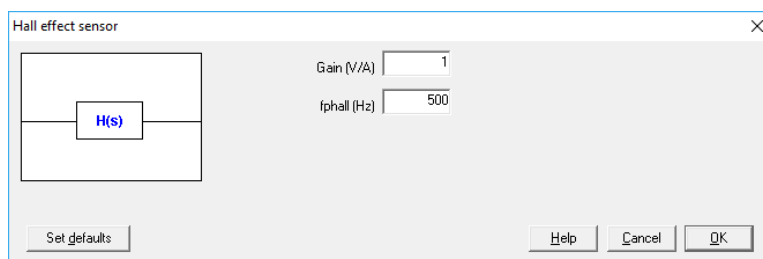 Hall effect sensor
H(s)
Gain (V/A) 1
fphall (Hz) 500
Set defaults Help Cancel OK